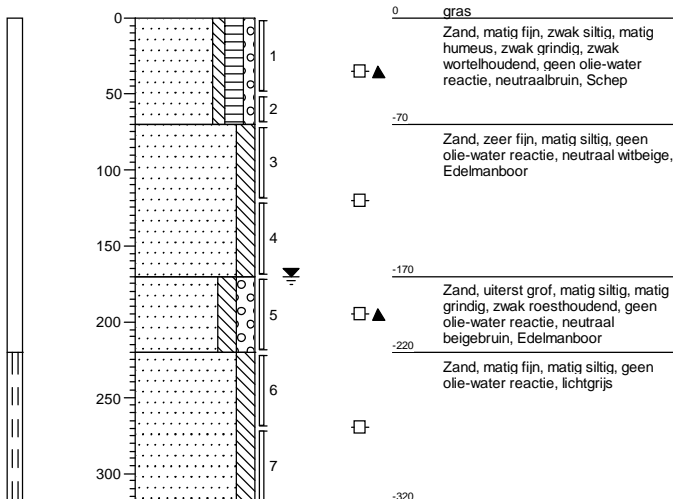 0
50
100
150
200
250
300
1
2
3
4
5
6
7
0
gras
Zand, matig fijn, zwak siltig, matig
humeus, zwak grindig, zwak
wortelhoudend, geen olie-water
reactie, neutraalbruin, Schep
-70
Zand, zeer fijn, matig siltig, geen
olie-water reactie, neutraal witbeige,
Edelmanboor
-170
Zand, uiterst grof, matig siltig, matig
grindig, zwak roesthoudend, geen
olie-water reactie, neutraal
beigebruin, Edelmanboor
-220
Zand, matig fijn, matig siltig, geen
olie-water reactie, lichtgrijs
-320